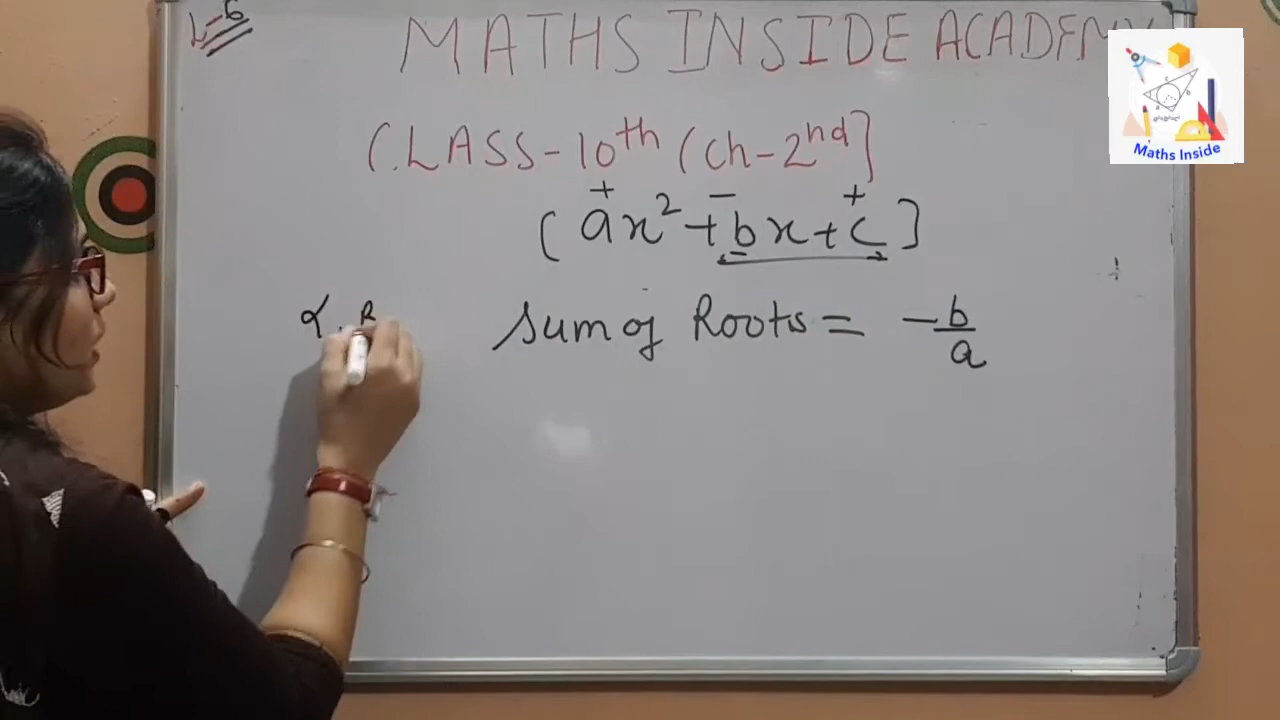 L-6
MATHS INSIDE ACADEMY
CLASS-10th (Ch-2nd]
+ - +
( ax² + bx + c ]
α, β
Sum of Roots = -b/a
Maths Inside